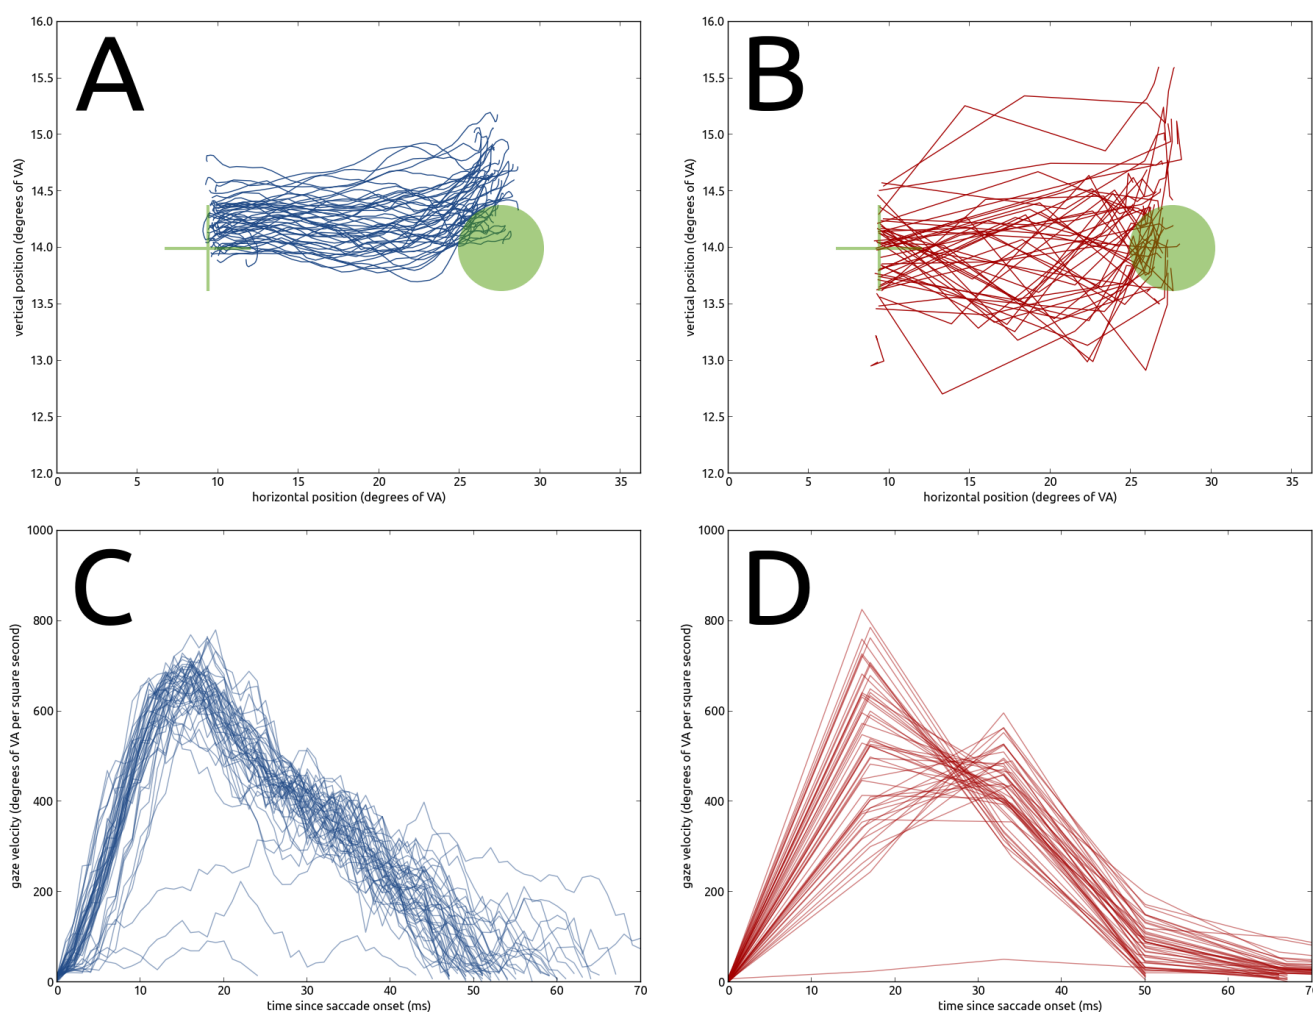 A
16.0
15.5
15.0
14.5
14.0
13.5
13.0
12.5
12.0
vertical position (degrees of VA)
0 5 10 15 20 25 30 35
horizontal position (degrees of VA)
B
16.0
15.5
15.0
14.5
14.0
13.5
13.0
12.5
12.0
vertical position (degrees of VA)
0 5 10 15 20 25 30 35
horizontal position (degrees of VA)
C
1000
800
600
400
200
0
gaze velocity (degrees of VA per square second)
0 10 20 30 40 50 60 70
time since saccade onset (ms)
D
1000
800
600
400
200
0
gaze velocity (degrees of VA per square second)
0 10 20 30 40 50 60
time since saccade onset (ms)